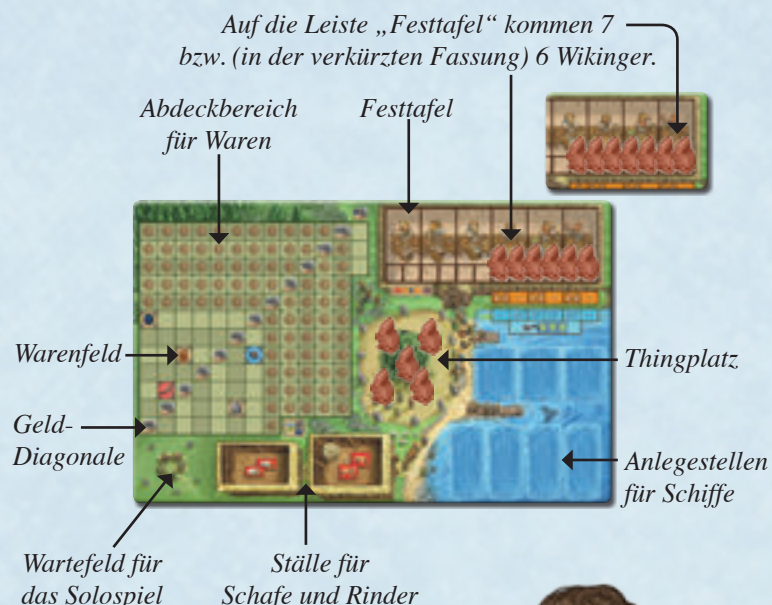 Auf die Leiste „Festtafel“ kommen 7
bzw. (in der verkürzten Fassung) 6 Wikinger.
Abdeckbereich
für Waren
Festtafel
Warenfeld
Thingplatz
Geld-
Diagonale
Anlegestellen
für Schiffe
Wartefeld für
das Solospiel
Ställe für
Schafe und Rinder